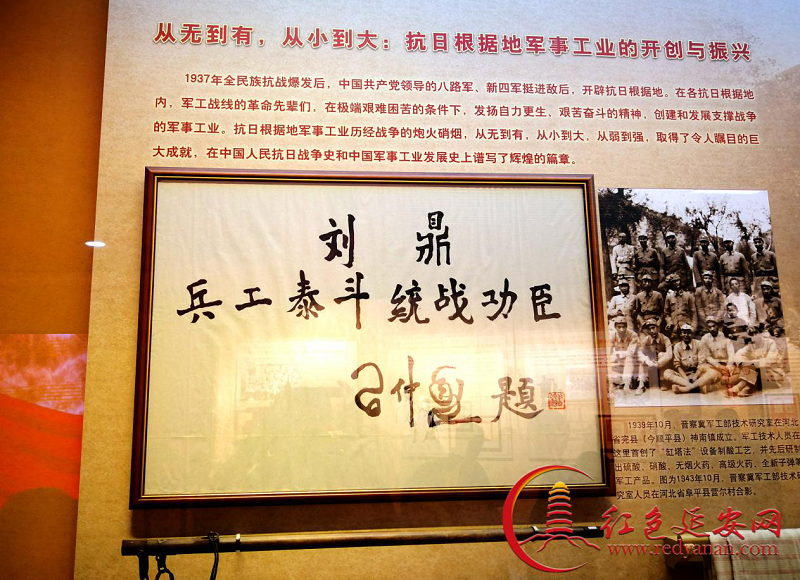 从无到有，从小到大：抗日根据地军事工业的开创与振兴
1937年全民族抗战爆发后，中国共产党领导的八路军、新四军挺进敌后，开辟抗日根据地。在各抗日根据地
内，军工战线的革命先辈们，在极端艰难困苦的条件下，发扬自力更生、艰苦奋斗的精神，创建和发展支撑战争
的军事工业。抗日根据地军事工业历经战争的炮火硝烟，从无到有，从小到大，从弱到强，取得了令人瞩目的巨
大成就，在中国人民抗日战争史和中国军事工业发展史上谱写了辉煌的篇章。
刘鼎
兵工泰斗统战功臣
题
1939年10月，晋察冀军工部技术研究室在河北
省完县（今顺平县）神南镇成立，军工技术人员在
这里首创了“缸塔法”设备制酸工艺，并先后研制
出硫酸、硝酸、无烟火药、高级火药、全新子弹等
军工产品。图为1943年10月，晋察冀军工部技术研
究室人员在河北省阜平县营尔村合影。
红色延安网
www.redyanan.com